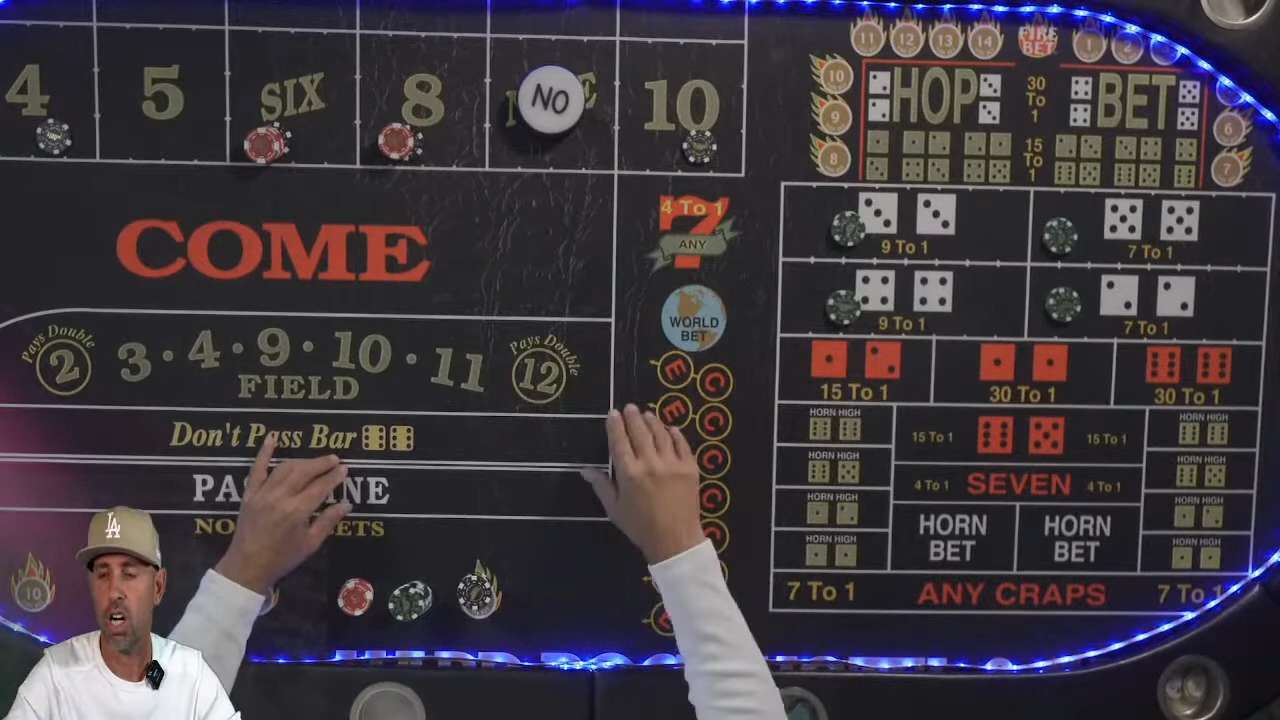 4 5 SIX 8 NO 10
11 12 13 14 FIRE BET 1 2
10 HOP 30 To 1 BET
9 6
8 15 To 1 7
COME
4 To 1
7
ANY
9 To 1 7 To 1
9 To 1 7 To 1
WORLD BET
Pays Double 2 3 · 4 · 9 · 10 · 11 Pays Double 12
FIELD
E C
E C
C
C
C
E
Don't Pass Bar
15 To 1 30 To 1 30 To 1
HORN HIGH 15 To 1 15 To 1 HORN HIGH
HORN HIGH 4 To 1 SEVEN 4 To 1 HORN HIGH
HORN HIGH HORN BET HORN BET HORN HIGH
HORN HIGH HORN HIGH
7 To 1 ANY CRAPS 7 To 1
10
LA